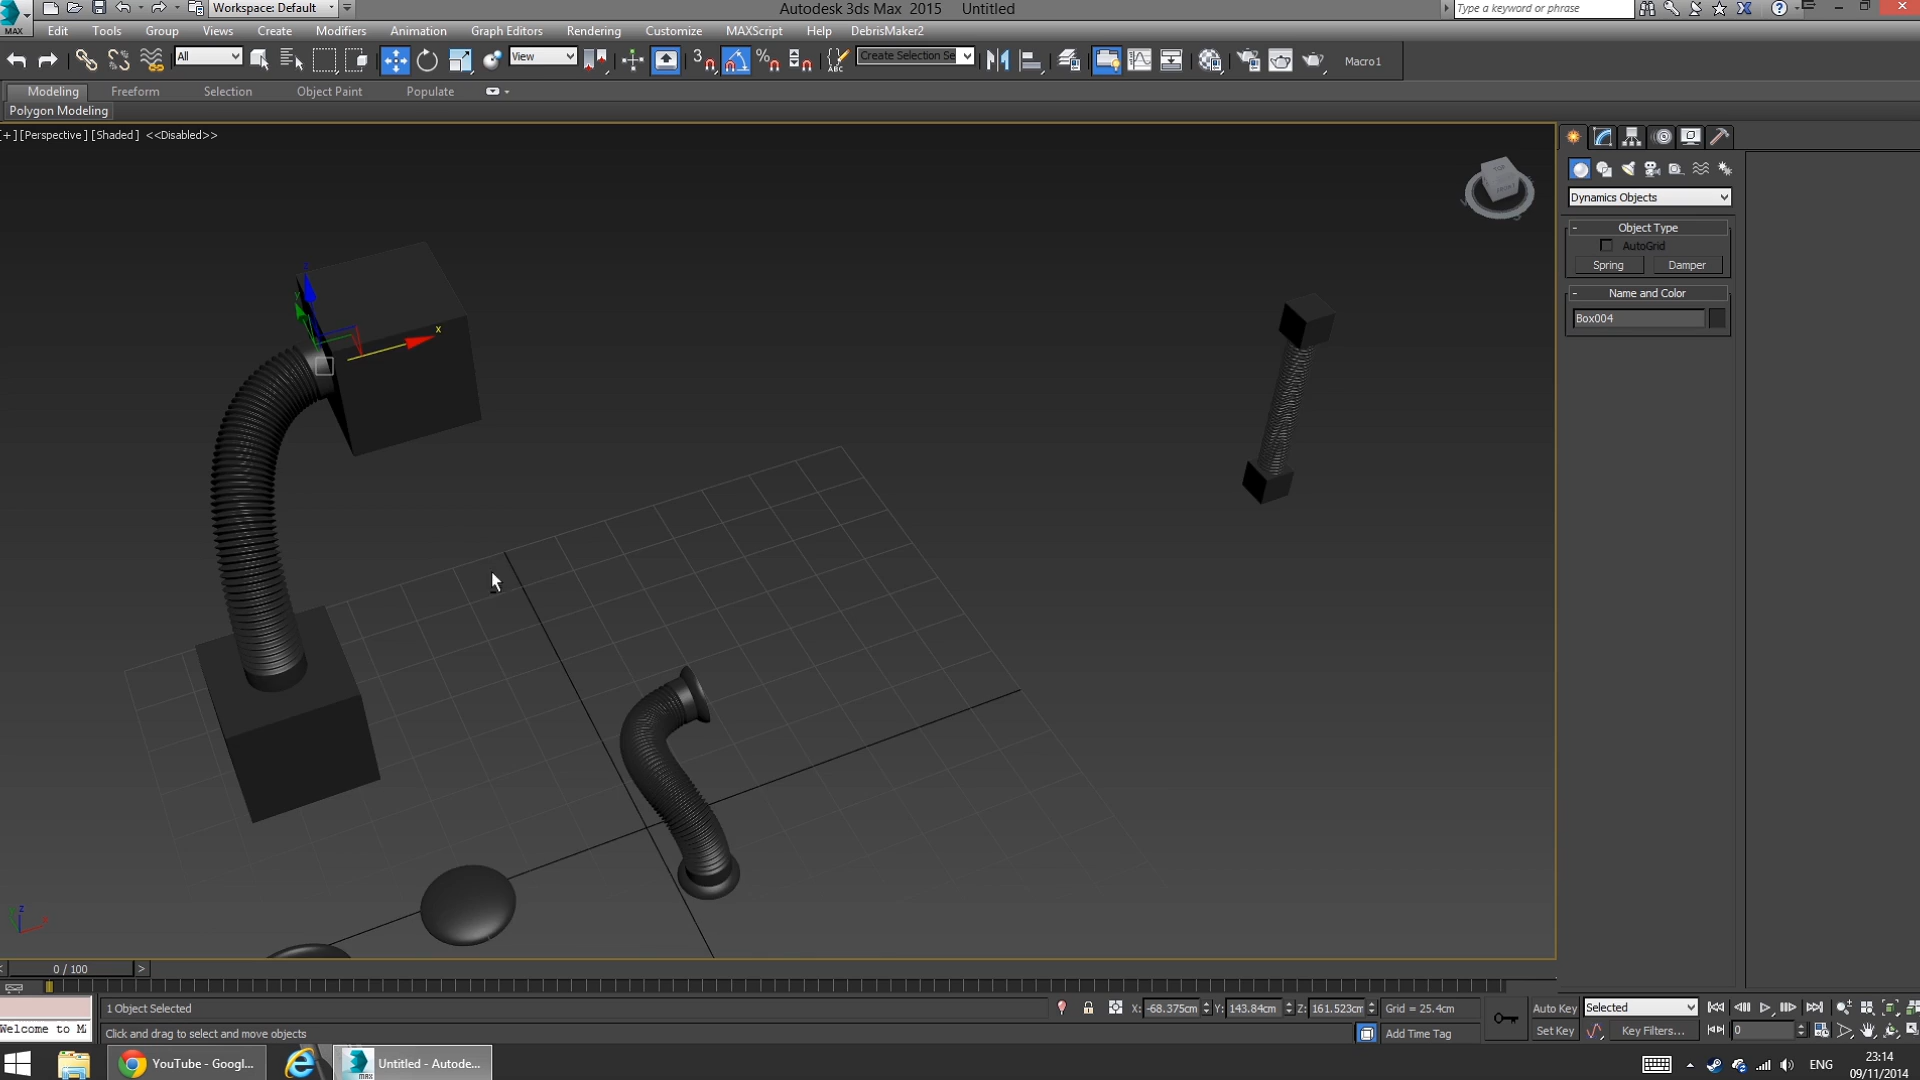 Workspace: Default
Autodesk 3ds Max 2015 Untitled
Type a keyword or phrase
MAX
Edit Tools Group Views Create Modifiers Animation Graph Editors Rendering Customize MAXScript Help DebrisMaker2
All
View
3
%
ABC
Create Selection Se
Macro1
Modeling Freeform Selection Object Paint Populate
Polygon Modeling
[+] [Perspective ] [Shaded ] <<Disabled>>
Dynamics Objects
- Object Type
AutoGrid
Spring Damper
- Name and Color
Box004
x
z
0 / 100 >
1 Object Selected
X: -68.375cm Y: 143.84cm Z: 161.523cm Grid = 25.4cm
Auto Key Selected
Welcome to M
Click and drag to select and move objects
Add Time Tag
Set Key Key Filters...
0
YouTube - Googl...
Untitled - Autode...
ENG
23:14
09/11/2014